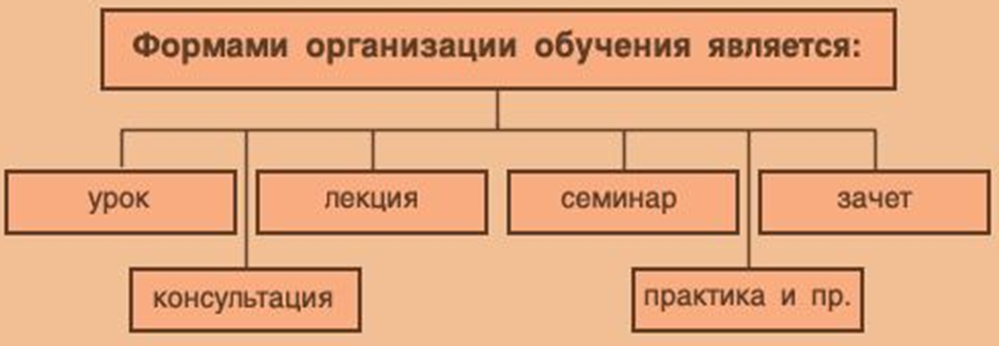 Формами организации обучения является:
урок
лекция
семинар
зачет
консультация
практика и пр.